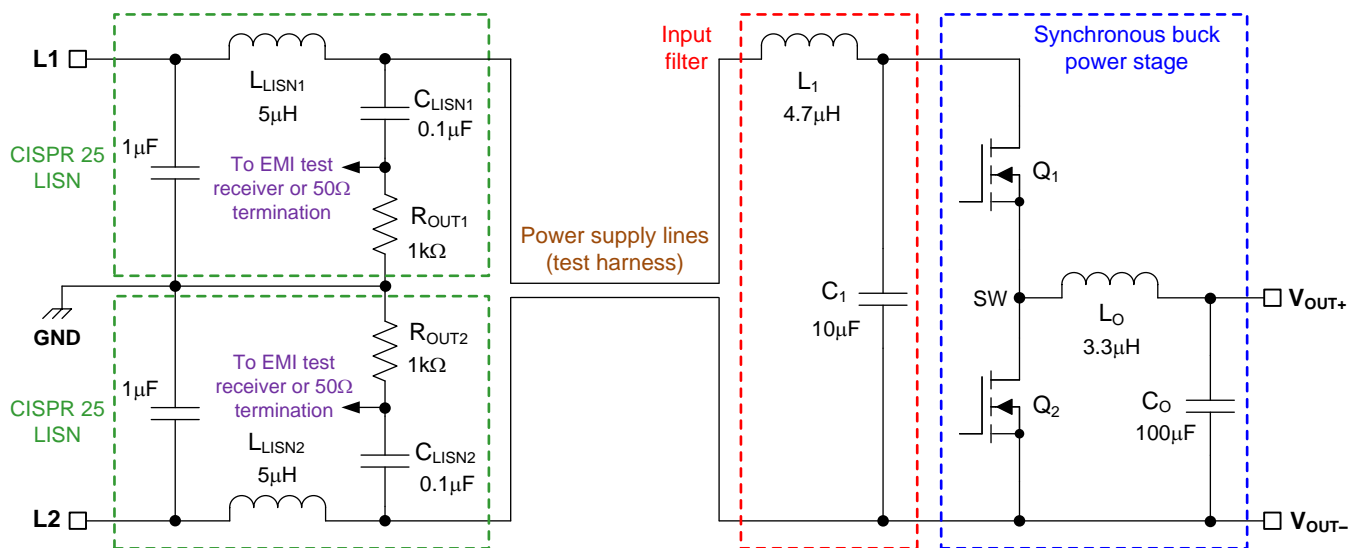 L1
L_LISN1
5µH
C_LISN1
0.1µF
1µF
CISPR 25
LISN
To EMI test
receiver or 50Ω
termination
R_OUT1
1kΩ
GND
Power supply lines
(test harness)
Input
filter
L_1
4.7µH
C_1
10µF
Synchronous buck
power stage
Q_1
SW
L_O
3.3µH
V_OUT+
Q_2
C_O
100µF
V_OUT–
R_OUT2
1kΩ
1µF
CISPR 25
LISN
To EMI test
receiver or 50Ω
termination
L_LISN2
5µH
C_LISN2
0.1µF
L2